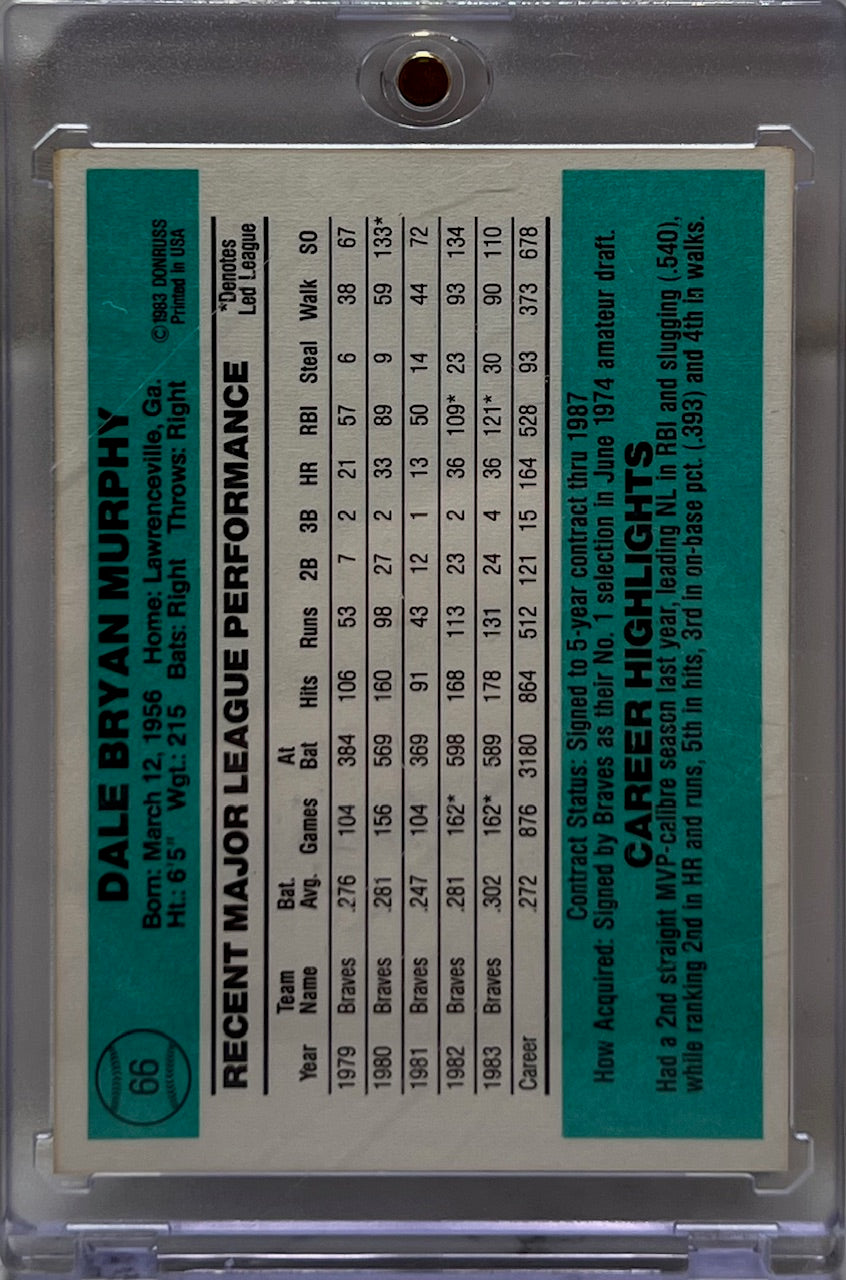 66
DALE BRYAN MURPHY
Born: March 12, 1956 Home: Lawrenceville, Ga. ©1983 DONRUSS
Ht.: 6'5" Wgt.: 215 Bats: Right Throws: Right Printed In USA
RECENT MAJOR LEAGUE PERFORMANCE *Denotes Led League
Year Team Name Bat. Avg. Games At Bat Hits Runs 2B 3B HR RBI Steal Walk SO
1979 Braves .276 104 384 106 53 7 2 21 57 6 38 67
1980 Braves .281 156 569 160 98 27 2 33 89 9 59 133*
1981 Braves .247 104 369 91 43 12 1 13 50 14 44 72
1982 Braves .281 162* 598 168 113 23 2 36 109* 23 93 134
1983 Braves .302 162* 589 178 131 24 4 36 121* 30 90 110
Career .272 876 3180 864 512 121 15 164 528 93 373 678
Contract Status: Signed to 5-year contract thru 1987
How Acquired: Signed by Braves as their No. 1 selection in June 1974 amateur draft.
CAREER HIGHLIGHTS
Had a 2nd straight MVP-calibre season last year, leading NL in RBI and slugging (.540),
while ranking 2nd in HR and runs, 5th in hits, 3rd in on-base pct. (.393) and 4th in walks.